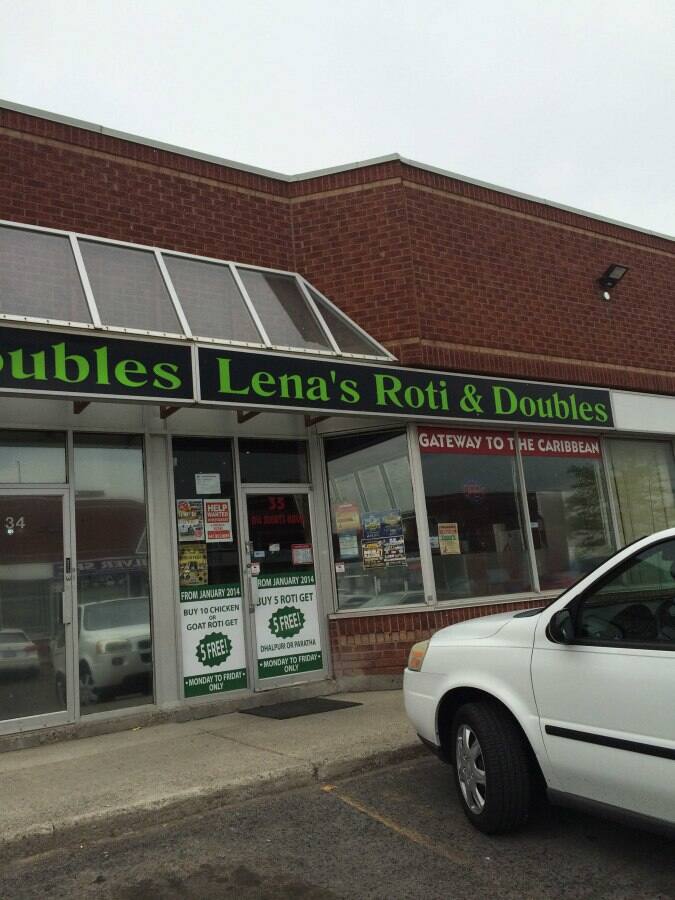 oubles
Lena's Roti & Doubles
GATEWAY TO THE CARIBBEAN
34
35
HELP
WANTED
FROM JANUARY 2014
BUY 10 CHICKEN
OR
GOAT ROTI GET
5 FREE!
• MONDAY TO FRIDAY •
ONLY
FROM JANUARY 2014
BUY 5 ROTI GET
5 FREE!
DHALPURI OR PARATHA
• MONDAY TO FRIDAY •
ONLY